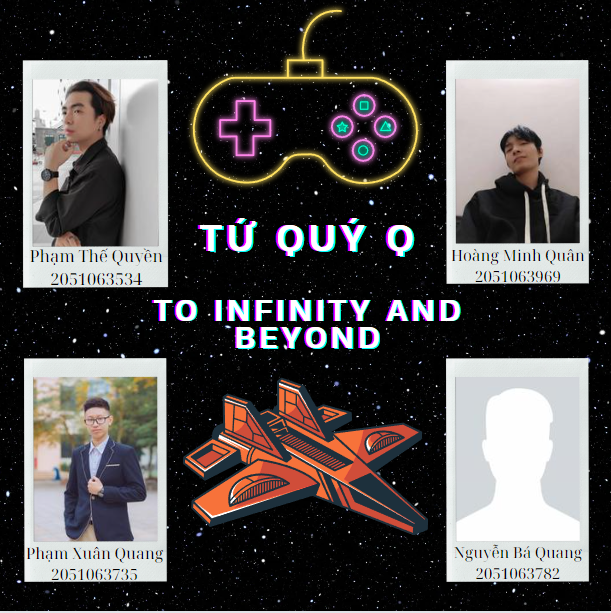 Phạm Thế Quyền
2051063534
Hoàng Minh Quân
2051063969
TỨ QUÝ Q
TO INFINITY AND
BEYOND
Phạm Xuân Quang
2051063735
Nguyễn Bá Quang
2051063782